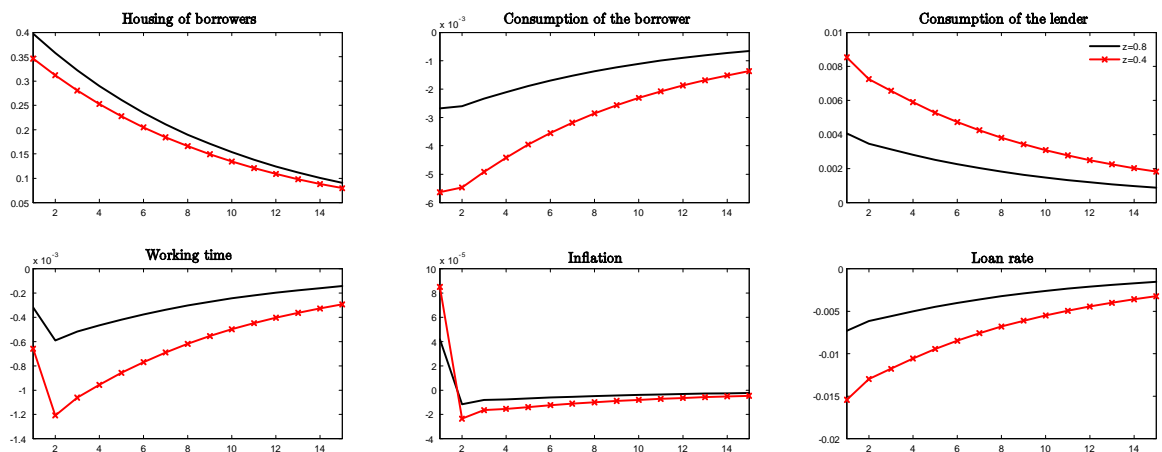 Housing of borrowers
0.4
0.35
0.3
0.25
0.2
0.15
0.1
0.05
2 4 6 8 10 12 14
Consumption of the borrower
x 10⁻³
0
-1
-2
-3
-4
-5
-6
2 4 6 8 10 12 14
Consumption of the lender
0.01
0.008
0.006
0.004
0.002
0
z=0.8
z=0.4
2 4 6 8 10 12 14
Working time
x 10⁻³
0
-0.2
-0.4
-0.6
-0.8
-1
-1.2
-1.4
2 4 6 8 10 12 14
Inflation
x 10⁻⁵
10
8
6
4
2
0
-2
-4
2 4 6 8 10 12 14
Loan rate
0
-0.005
-0.01
-0.015
-0.02
2 4 6 8 10 12 14